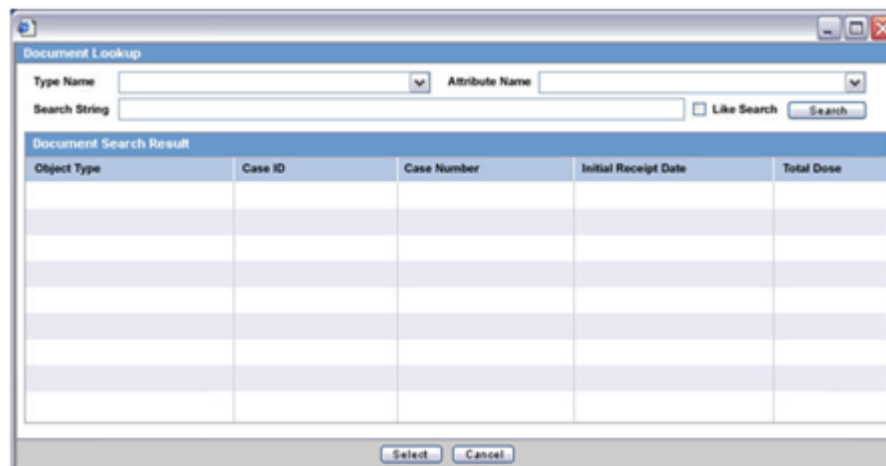 Document Lookup
Type Name Attribute Name
Search String Like Search Search
Document Search Result
Object Type Case ID Case Number Initial Receipt Date Total Dose
Select Cancel